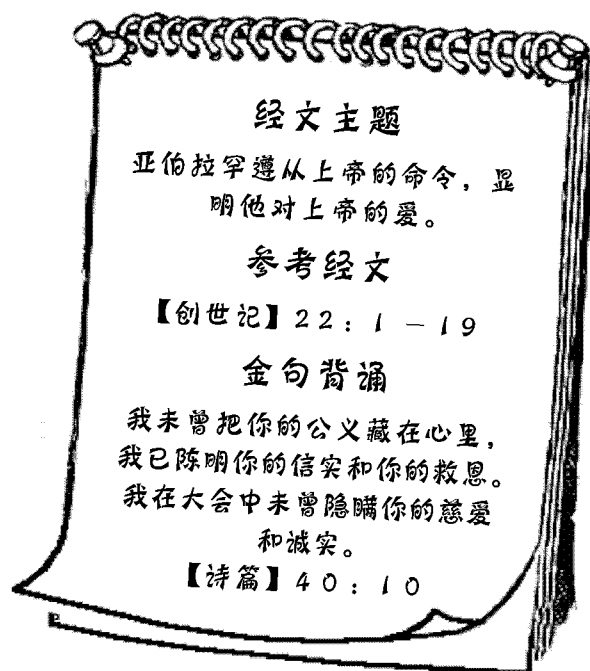 经文主题
亚伯拉罕遵从上帝的命令，显
明他对上帝的爱。
参考经文
【创世记】22：1－19
金句背诵
我未曾把你的公义藏在心里，
我已陈明你的信实和你的救恩。
我在大会中未曾隐瞒你的慈爱
和诚实。
【诗篇】40：10